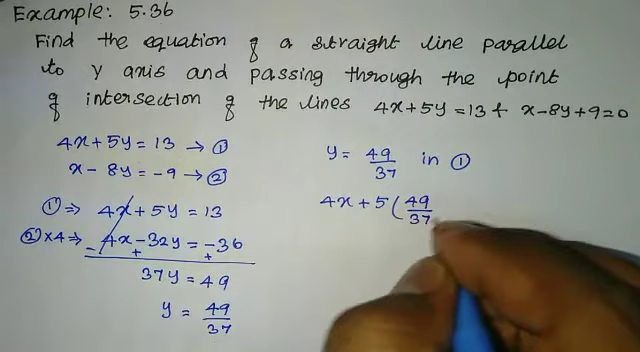 Example: 5.36
Find the equation of a straight line parallel
to y axis and passing through the point
of intersection of the lines 4x+5y=13 & x-8y+9=0
4x+5y=13 → ①
x-8y=-9 → ②
① ⇒ 4x+5y=13
②×4 ⇒ 4x-32y=-36
- + +
37y=49
y = 49/37
y = 49/37 in ①
4x+5(49/37